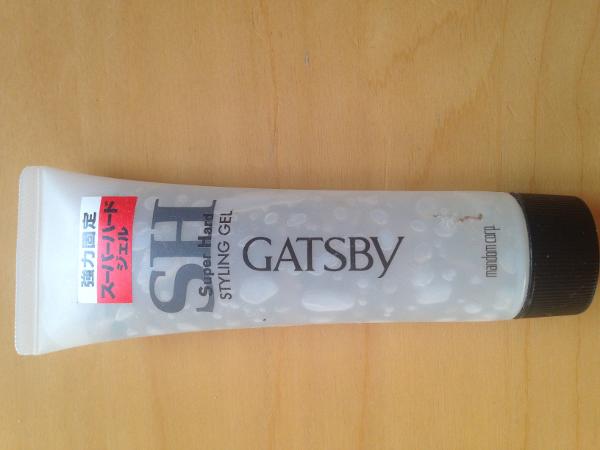 強力固定
スーパーハード
ジェル
SH
Super Hard
STYLING GEL
GATSBY
mandom corp.